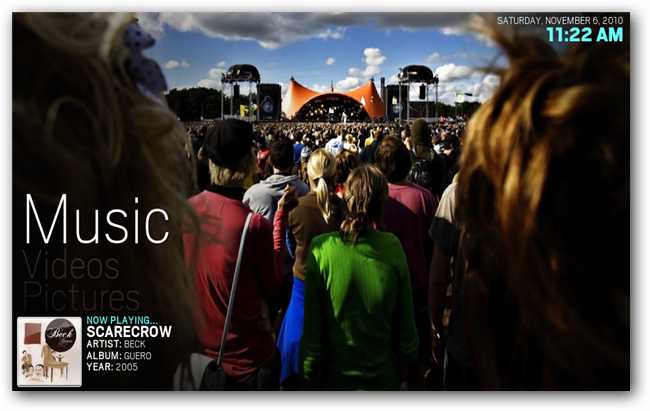 SATURDAY, NOVEMBER 6, 2010
11:22 AM
Music
Videos
Pictures
NOW PLAYING...
SCARECROW
ARTIST: BECK
ALBUM: GUERO
YEAR: 2005
Beck